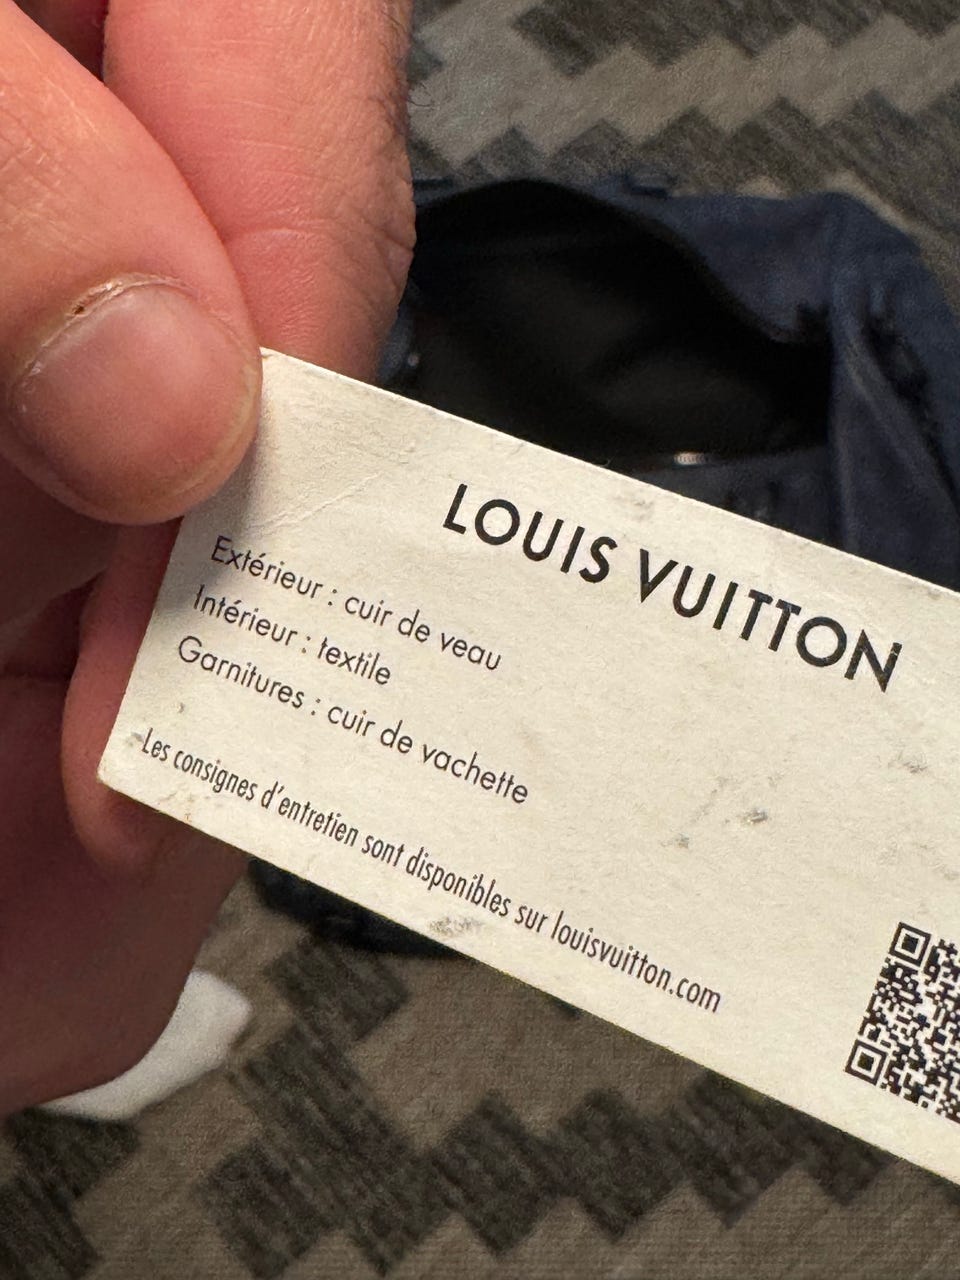 LOUIS VUITTON
Extérieur : cuir de veau
Intérieur : textile
Garnitures : cuir de vachette
Les consignes d'entretien sont disponibles sur louisvuitton.com